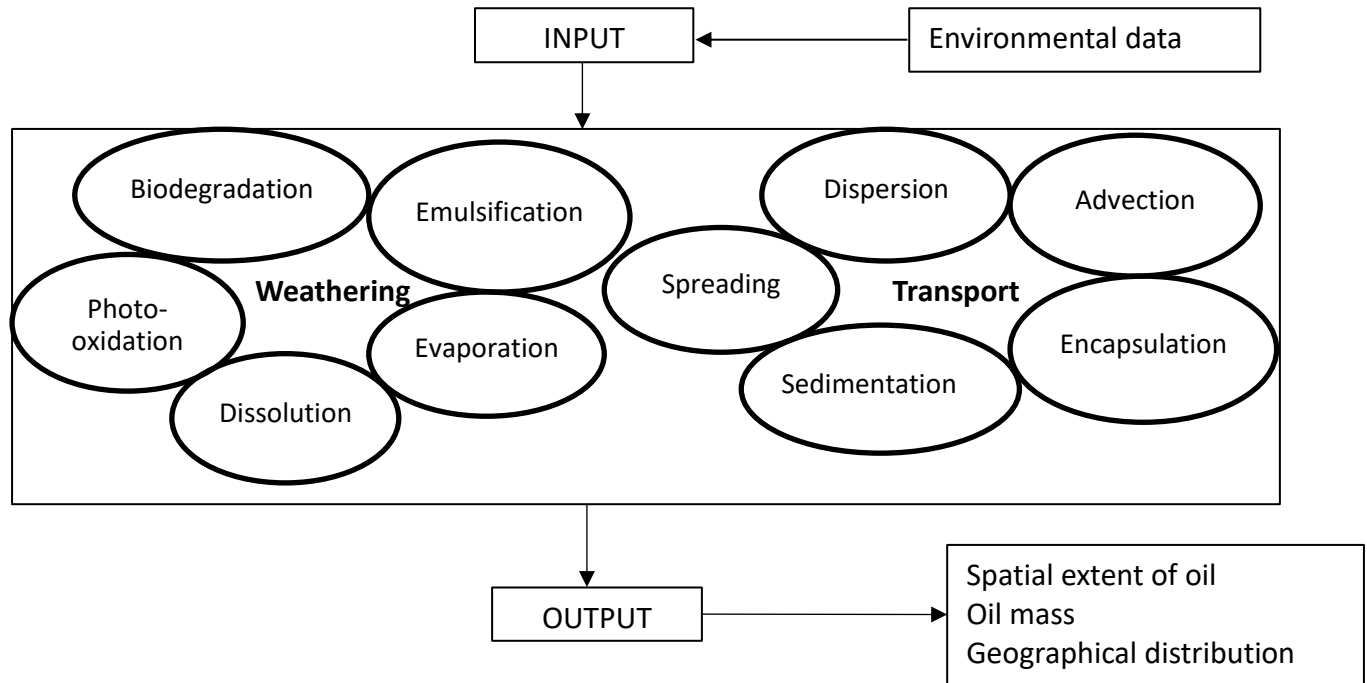 INPUT
Environmental data
Biodegradation
Emulsification
Dispersion
Advection
Photo-
oxidation
Weathering
Evaporation
Dissolution
Spreading
Transport
Sedimentation
Encapsulation
OUTPUT
Spatial extent of oil
Oil mass
Geographical distribution